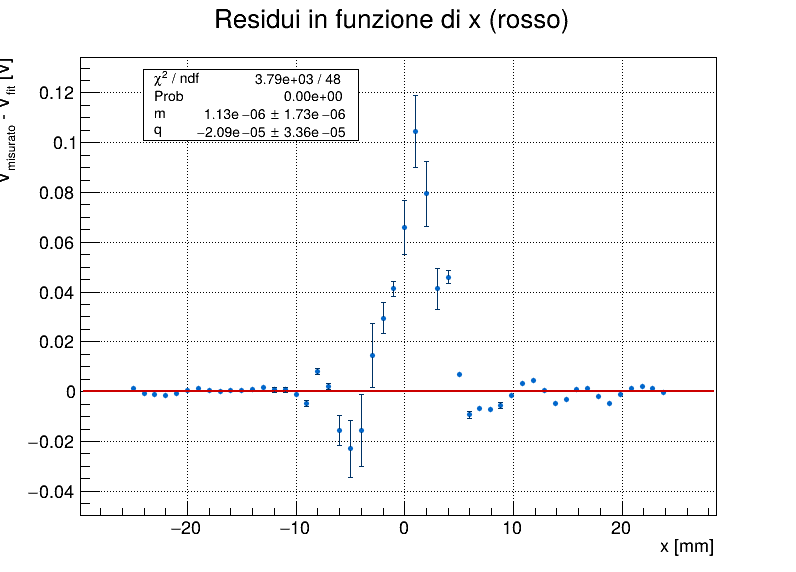 Residui in funzione di x (rosso)
V_misurato - V_fit [V]
χ² / ndf 3.79e+03 / 48
Prob 0.00e+00
m 1.13e−06 ± 1.73e−06
q −2.09e−05 ± 3.36e−05
0.12
0.1
0.08
0.06
0.04
0.02
0
−0.02
−0.04
−20 −10 0 10 20
x [mm]